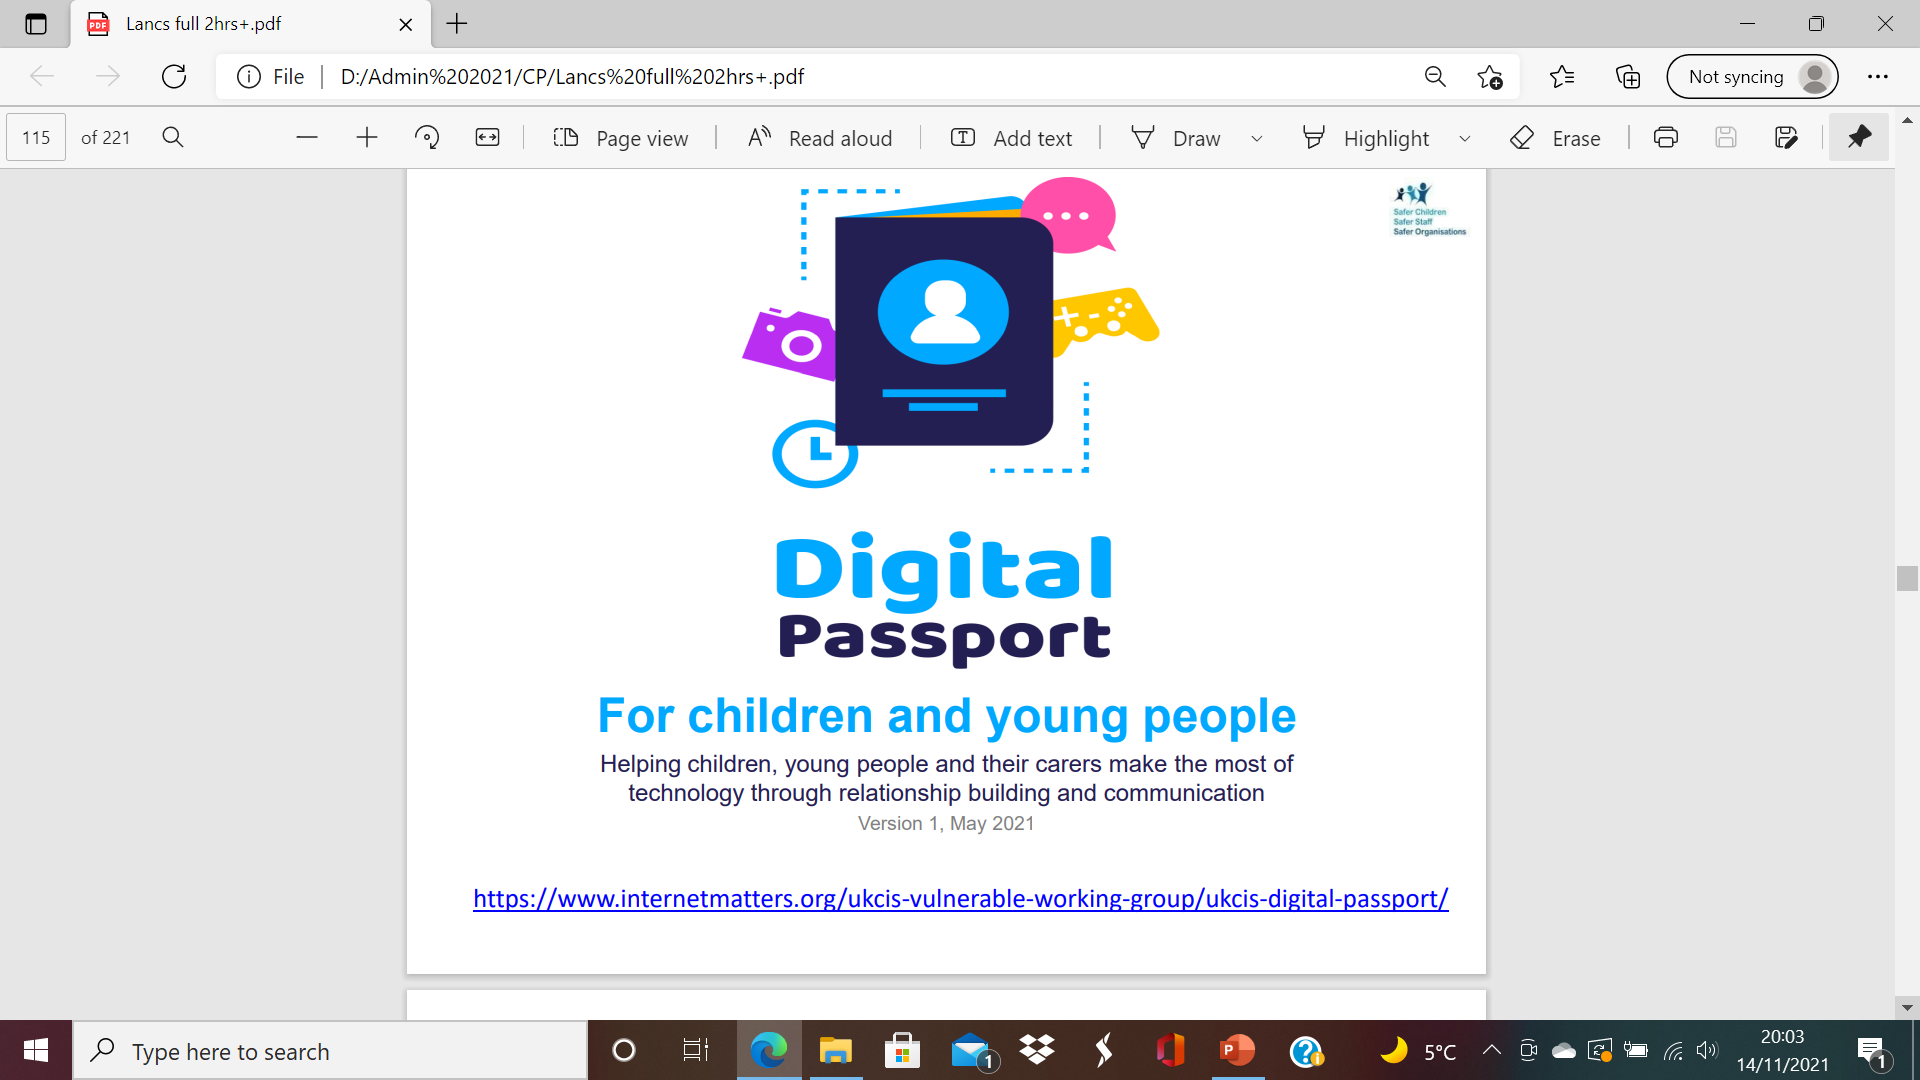 Lancs full 2hrs+.pdf
File
D:/Admin%202021/CP/Lancs%20full%202hrs+.pdf
Not syncing
115 of 221
Page view
Read aloud
Add text
Draw
Highlight
Erase
Safer Children
Safer Staff
Safer Organisations
Digital
Passport
For children and young people
Helping children, young people and their carers make the most of
technology through relationship building and communication
Version 1, May 2021
https://www.internetmatters.org/ukcis-vulnerable-working-group/ukcis-digital-passport/
Type here to search
1
5°C
20:03
14/11/2021
1